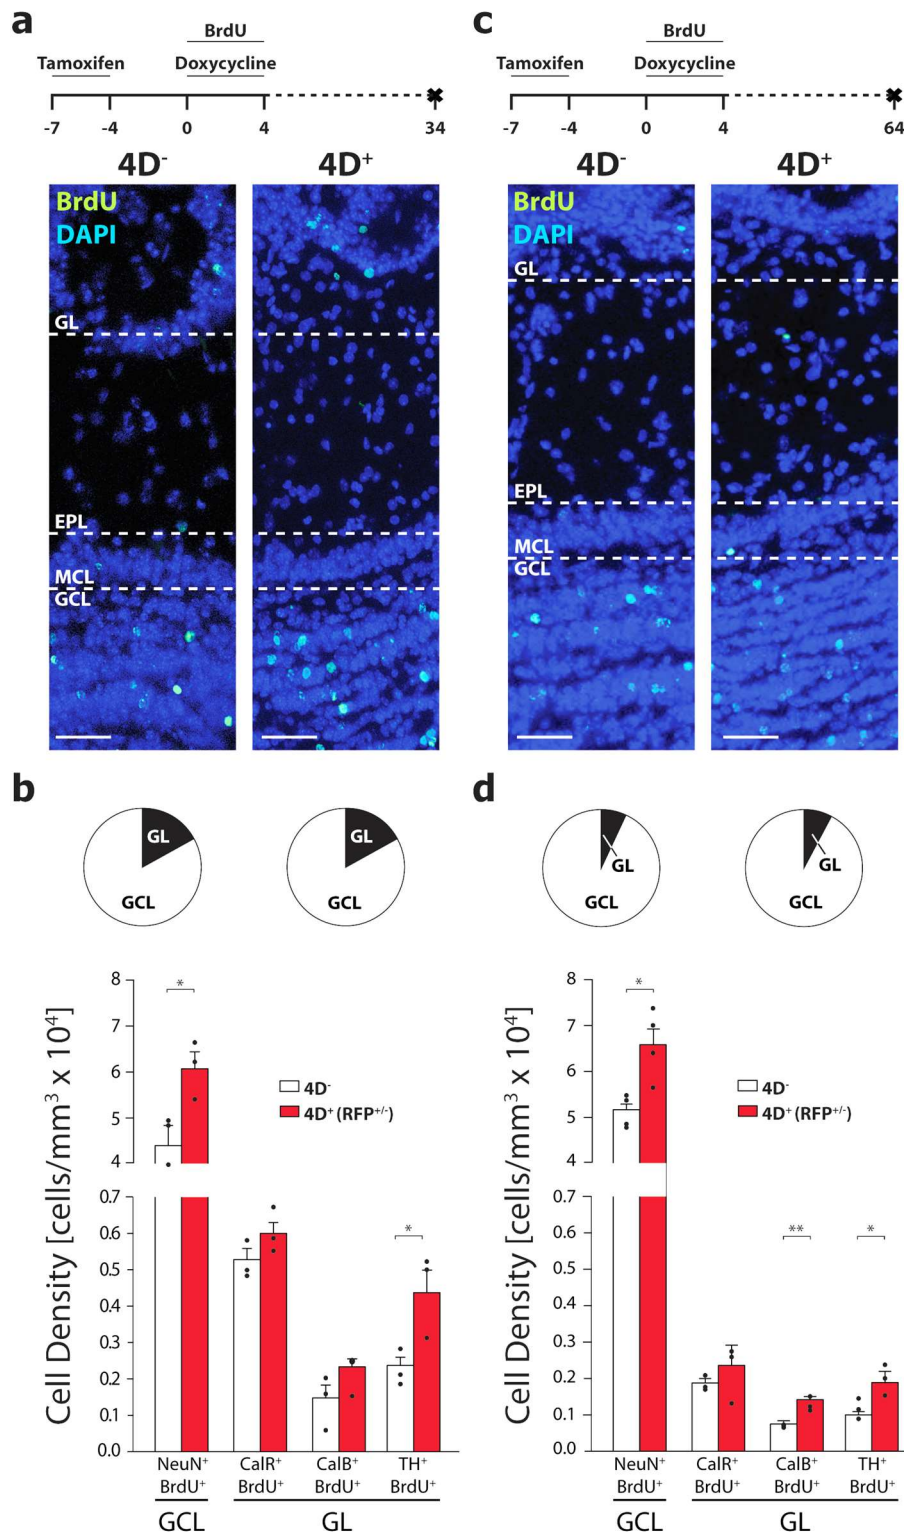 a
BrdU
Tamoxifen Doxycycline
-7 -4 0 4 34
4D⁻ 4D⁺
BrdU
DAPI
GL
EPL
MCL
GCL
c
BrdU
Tamoxifen Doxycycline
-7 -4 0 4 64
4D⁻ 4D⁺
BrdU
DAPI
GL
EPL
MCL
GCL
b
GL GL
GCL GCL
Cell Density [cells/mm³ x 10⁴]
8
7
6
5
4
0.7
0.6
0.5
0.4
0.3
0.2
0.1
0.0
*
*
4D⁻
4D⁺ (RFP⁺/⁻)
NeuN⁺ CalR⁺ CalB⁺ TH⁺
BrdU⁺ BrdU⁺ BrdU⁺ BrdU⁺
GCL GL
d
GL GL
GCL GCL
Cell Density [cells/mm³ x 10⁴]
8
7
6
5
4
0.7
0.6
0.5
0.4
0.3
0.2
0.1
0.0
*
** *
4D⁻
4D⁺ (RFP⁺/⁻)
NeuN⁺ CalR⁺ CalB⁺ TH⁺
BrdU⁺ BrdU⁺ BrdU⁺ BrdU⁺
GCL GL